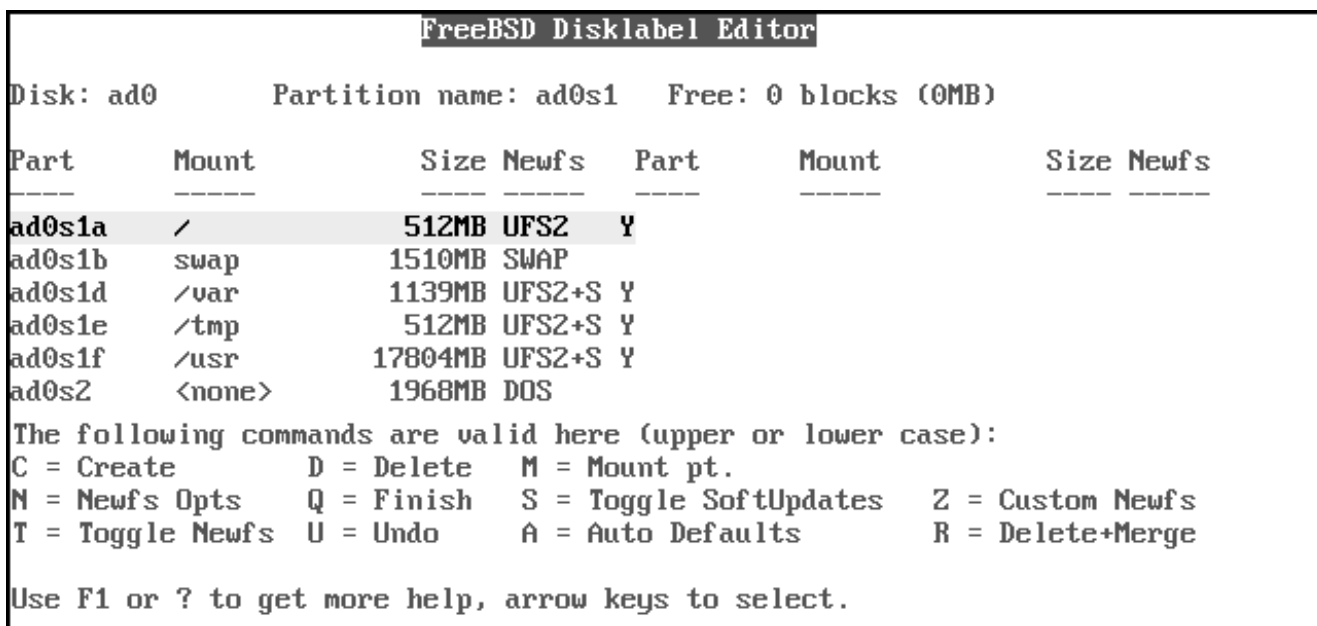 FreeBSD Disklabel Editor
Disk: ad0       Partition name: ad0s1   Free: 0 blocks (0MB)
Part      Mount          Size Newfs   Part      Mount          Size Newfs
----      -----          ---- -----   ----      -----          ---- -----
ad0s1a    /             512MB UFS2   Y
ad0s1b    swap         1510MB SWAP
ad0s1d    /var         1139MB UFS2+S Y
ad0s1e    /tmp          512MB UFS2+S Y
ad0s1f    /usr        17804MB UFS2+S Y
ad0s2     <none>       1968MB DOS
The following commands are valid here (upper or lower case):
C = Create        D = Delete   M = Mount pt.
N = Newfs Opts    Q = Finish   S = Toggle SoftUpdates   Z = Custom Newfs
T = Toggle Newfs  U = Undo     A = Auto Defaults        R = Delete+Merge
Use F1 or ? to get more help, arrow keys to select.